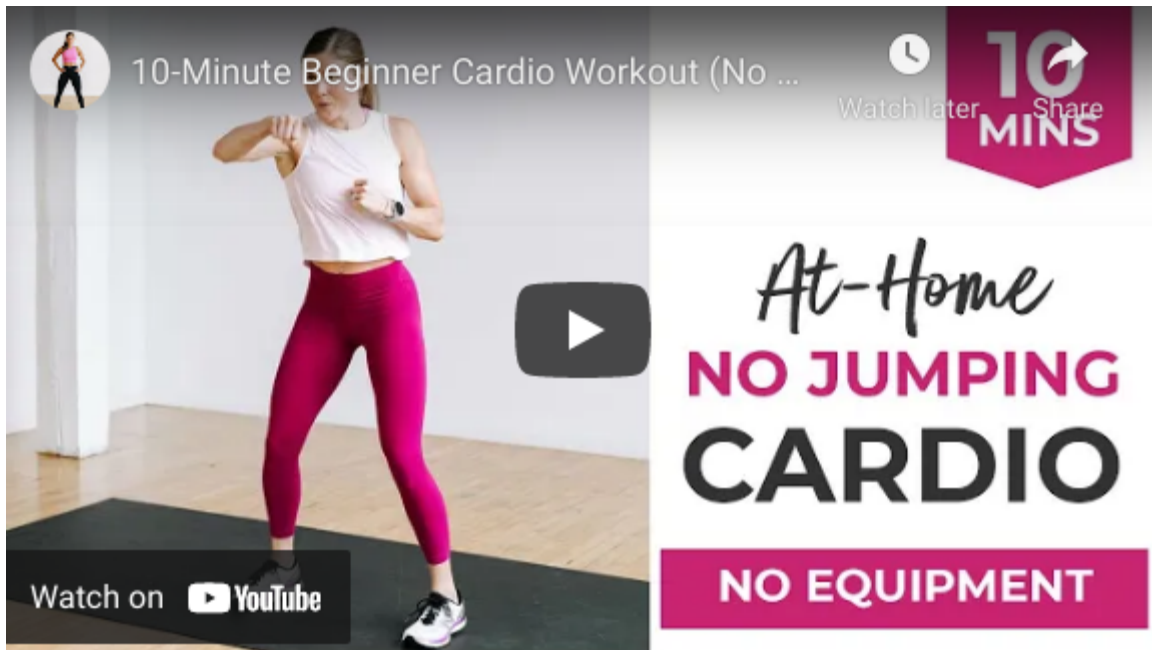 10-Minute Beginner Cardio Workout (No ...
Watch later
Share
10
MINS
At-Home
NO JUMPING
CARDIO
NO EQUIPMENT
Watch on YouTube